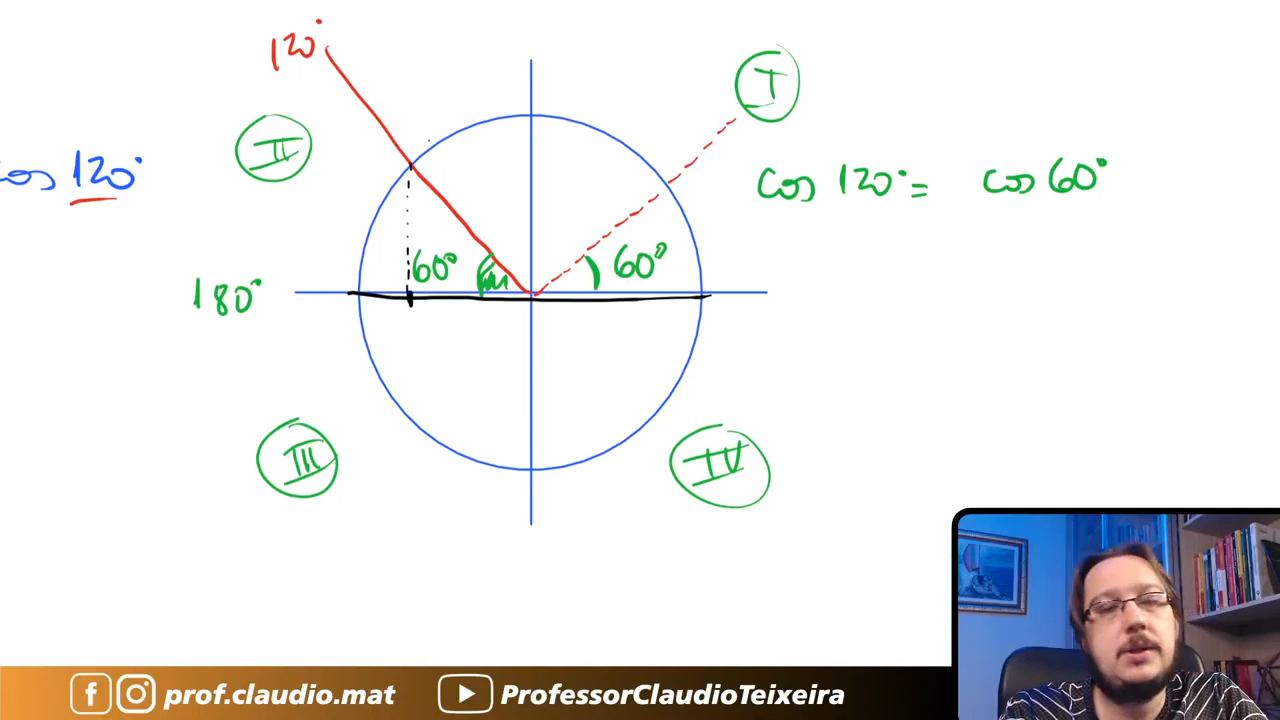 120°
I
II
cos 120°
cos 120° = cos 60°
60°
60°
180°
III
IV
prof.claudio.mat
ProfessorClaudioTeixeira